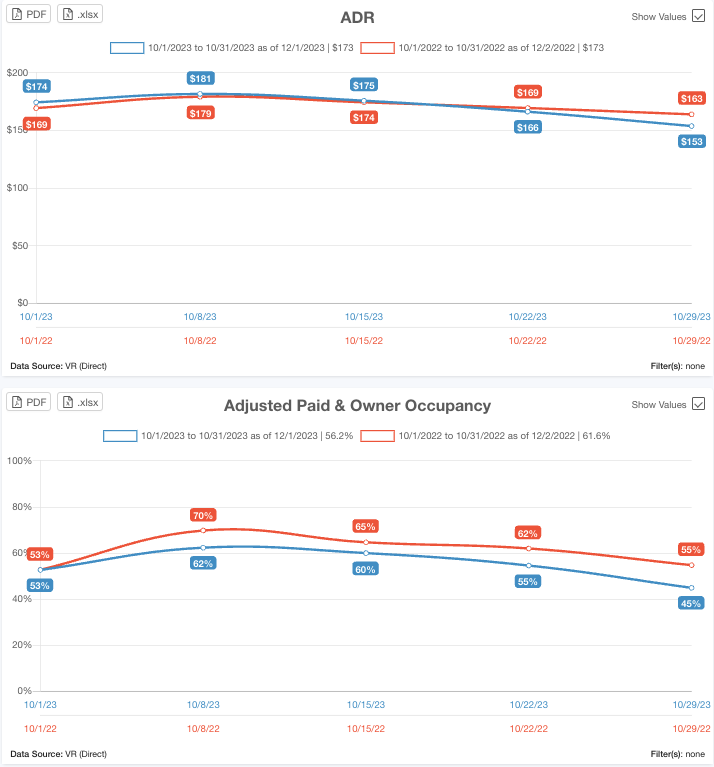 PDF .xlsx ADR Show Values
10/1/2023 to 10/31/2023 as of 12/1/2023 | $173 10/1/2022 to 10/31/2022 as of 12/2/2022 | $173
$200
$174 $181 $175 $169 $163
$169 $179 $174 $166 $153
$150
$100
$50
$0
10/1/23 10/8/23 10/15/23 10/22/23 10/29/23
10/1/22 10/8/22 10/15/22 10/22/22 10/29/22
Data Source: VR (Direct) Filter(s): none
PDF .xlsx Adjusted Paid & Owner Occupancy Show Values
10/1/2023 to 10/31/2023 as of 12/1/2023 | 56.2% 10/1/2022 to 10/31/2022 as of 12/2/2022 | 61.6%
100%
80%
70% 65% 62% 55%
60% 53%
53% 62% 60% 55% 45%
40%
20%
0%
10/1/23 10/8/23 10/15/23 10/22/23 10/29/23
10/1/22 10/8/22 10/15/22 10/22/22 10/29/22
Data Source: VR (Direct) Filter(s): none